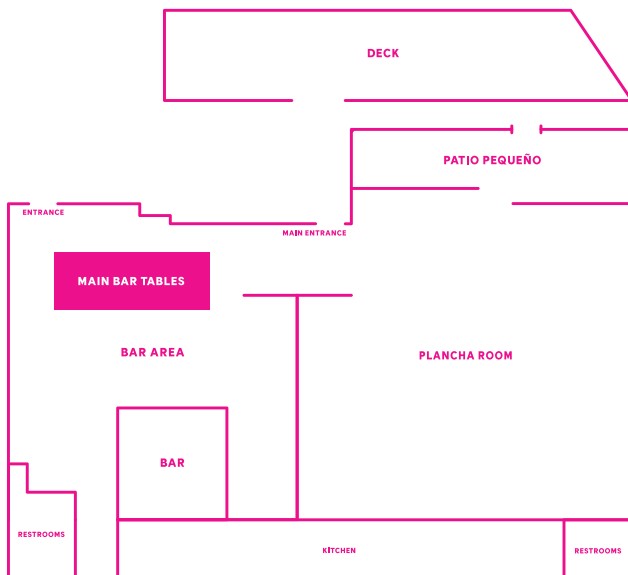 DECK
PATIO PEQUEÑO
ENTRANCE
MAIN ENTRANCE
MAIN BAR TABLES
BAR AREA
PLANCHA ROOM
BAR
RESTROOMS
KITCHEN
RESTROOMS